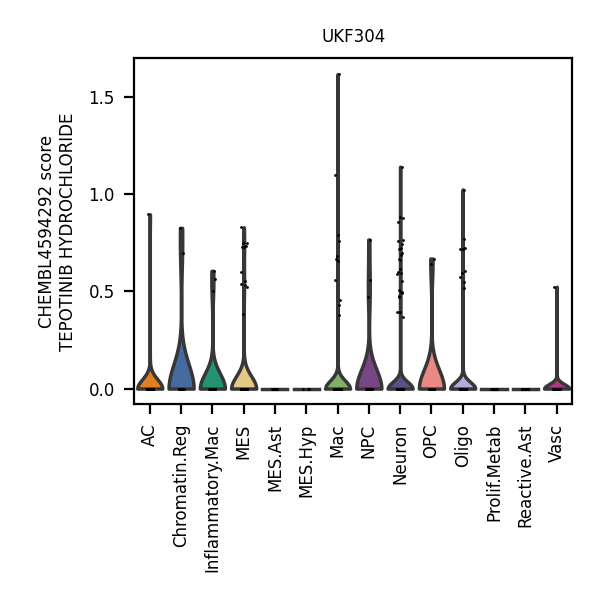 UKF304
CHEMBL4594292 score
TEPOTINIB HYDROCHLORIDE
1.5
1.0
0.5
0.0
AC
Chromatin.Reg
Inflammatory.Mac
MES
MES.Ast
MES.Hyp
Mac
NPC
Neuron
OPC
Oligo
Prolif.Metab
Reactive.Ast
Vasc